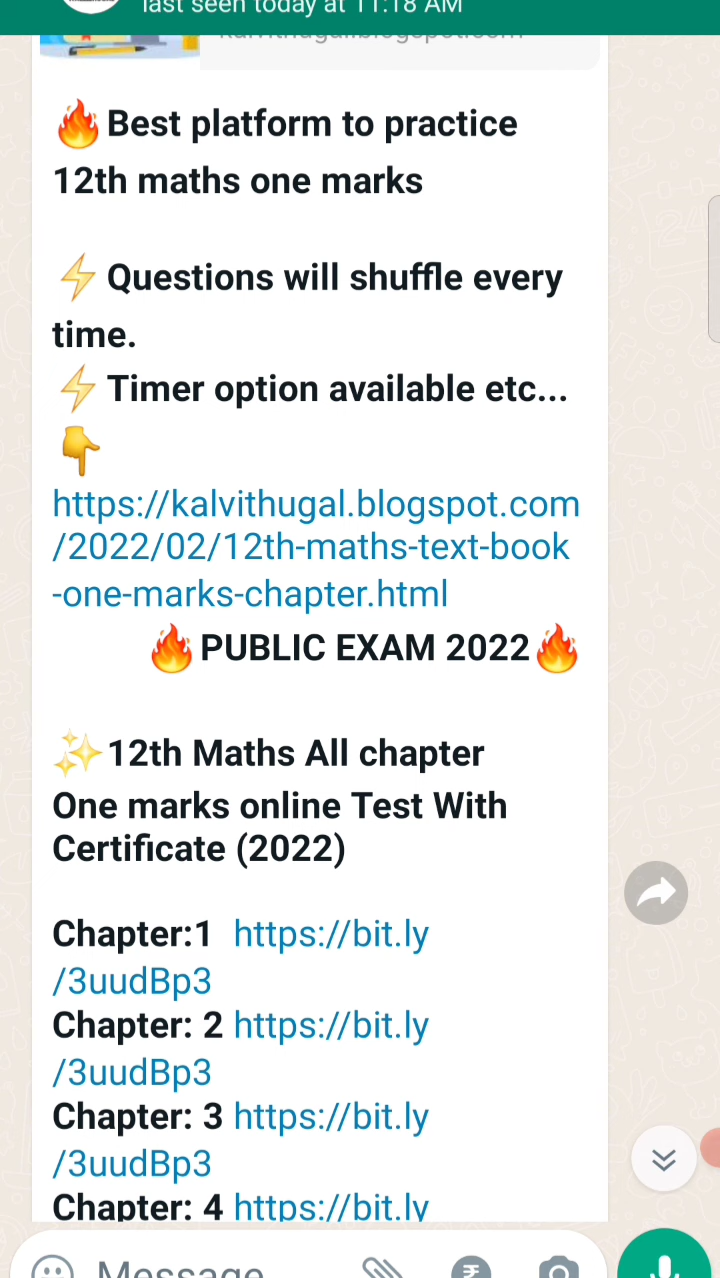 last seen today at 11:18 AM
kalvithugal.blogspot.com
🔥Best platform to practice
12th maths one marks
⚡Questions will shuffle every
time.
⚡Timer option available etc...
👇
https://kalvithugal.blogspot.com
/2022/02/12th-maths-text-book
-one-marks-chapter.html
🔥PUBLIC EXAM 2022🔥
✨12th Maths All chapter
One marks online Test With
Certificate (2022)
Chapter:1 https://bit.ly
/3uudBp3
Chapter: 2 https://bit.ly
/3uudBp3
Chapter: 3 https://bit.ly
/3uudBp3
Chapter: 4 https://bit.ly
Message